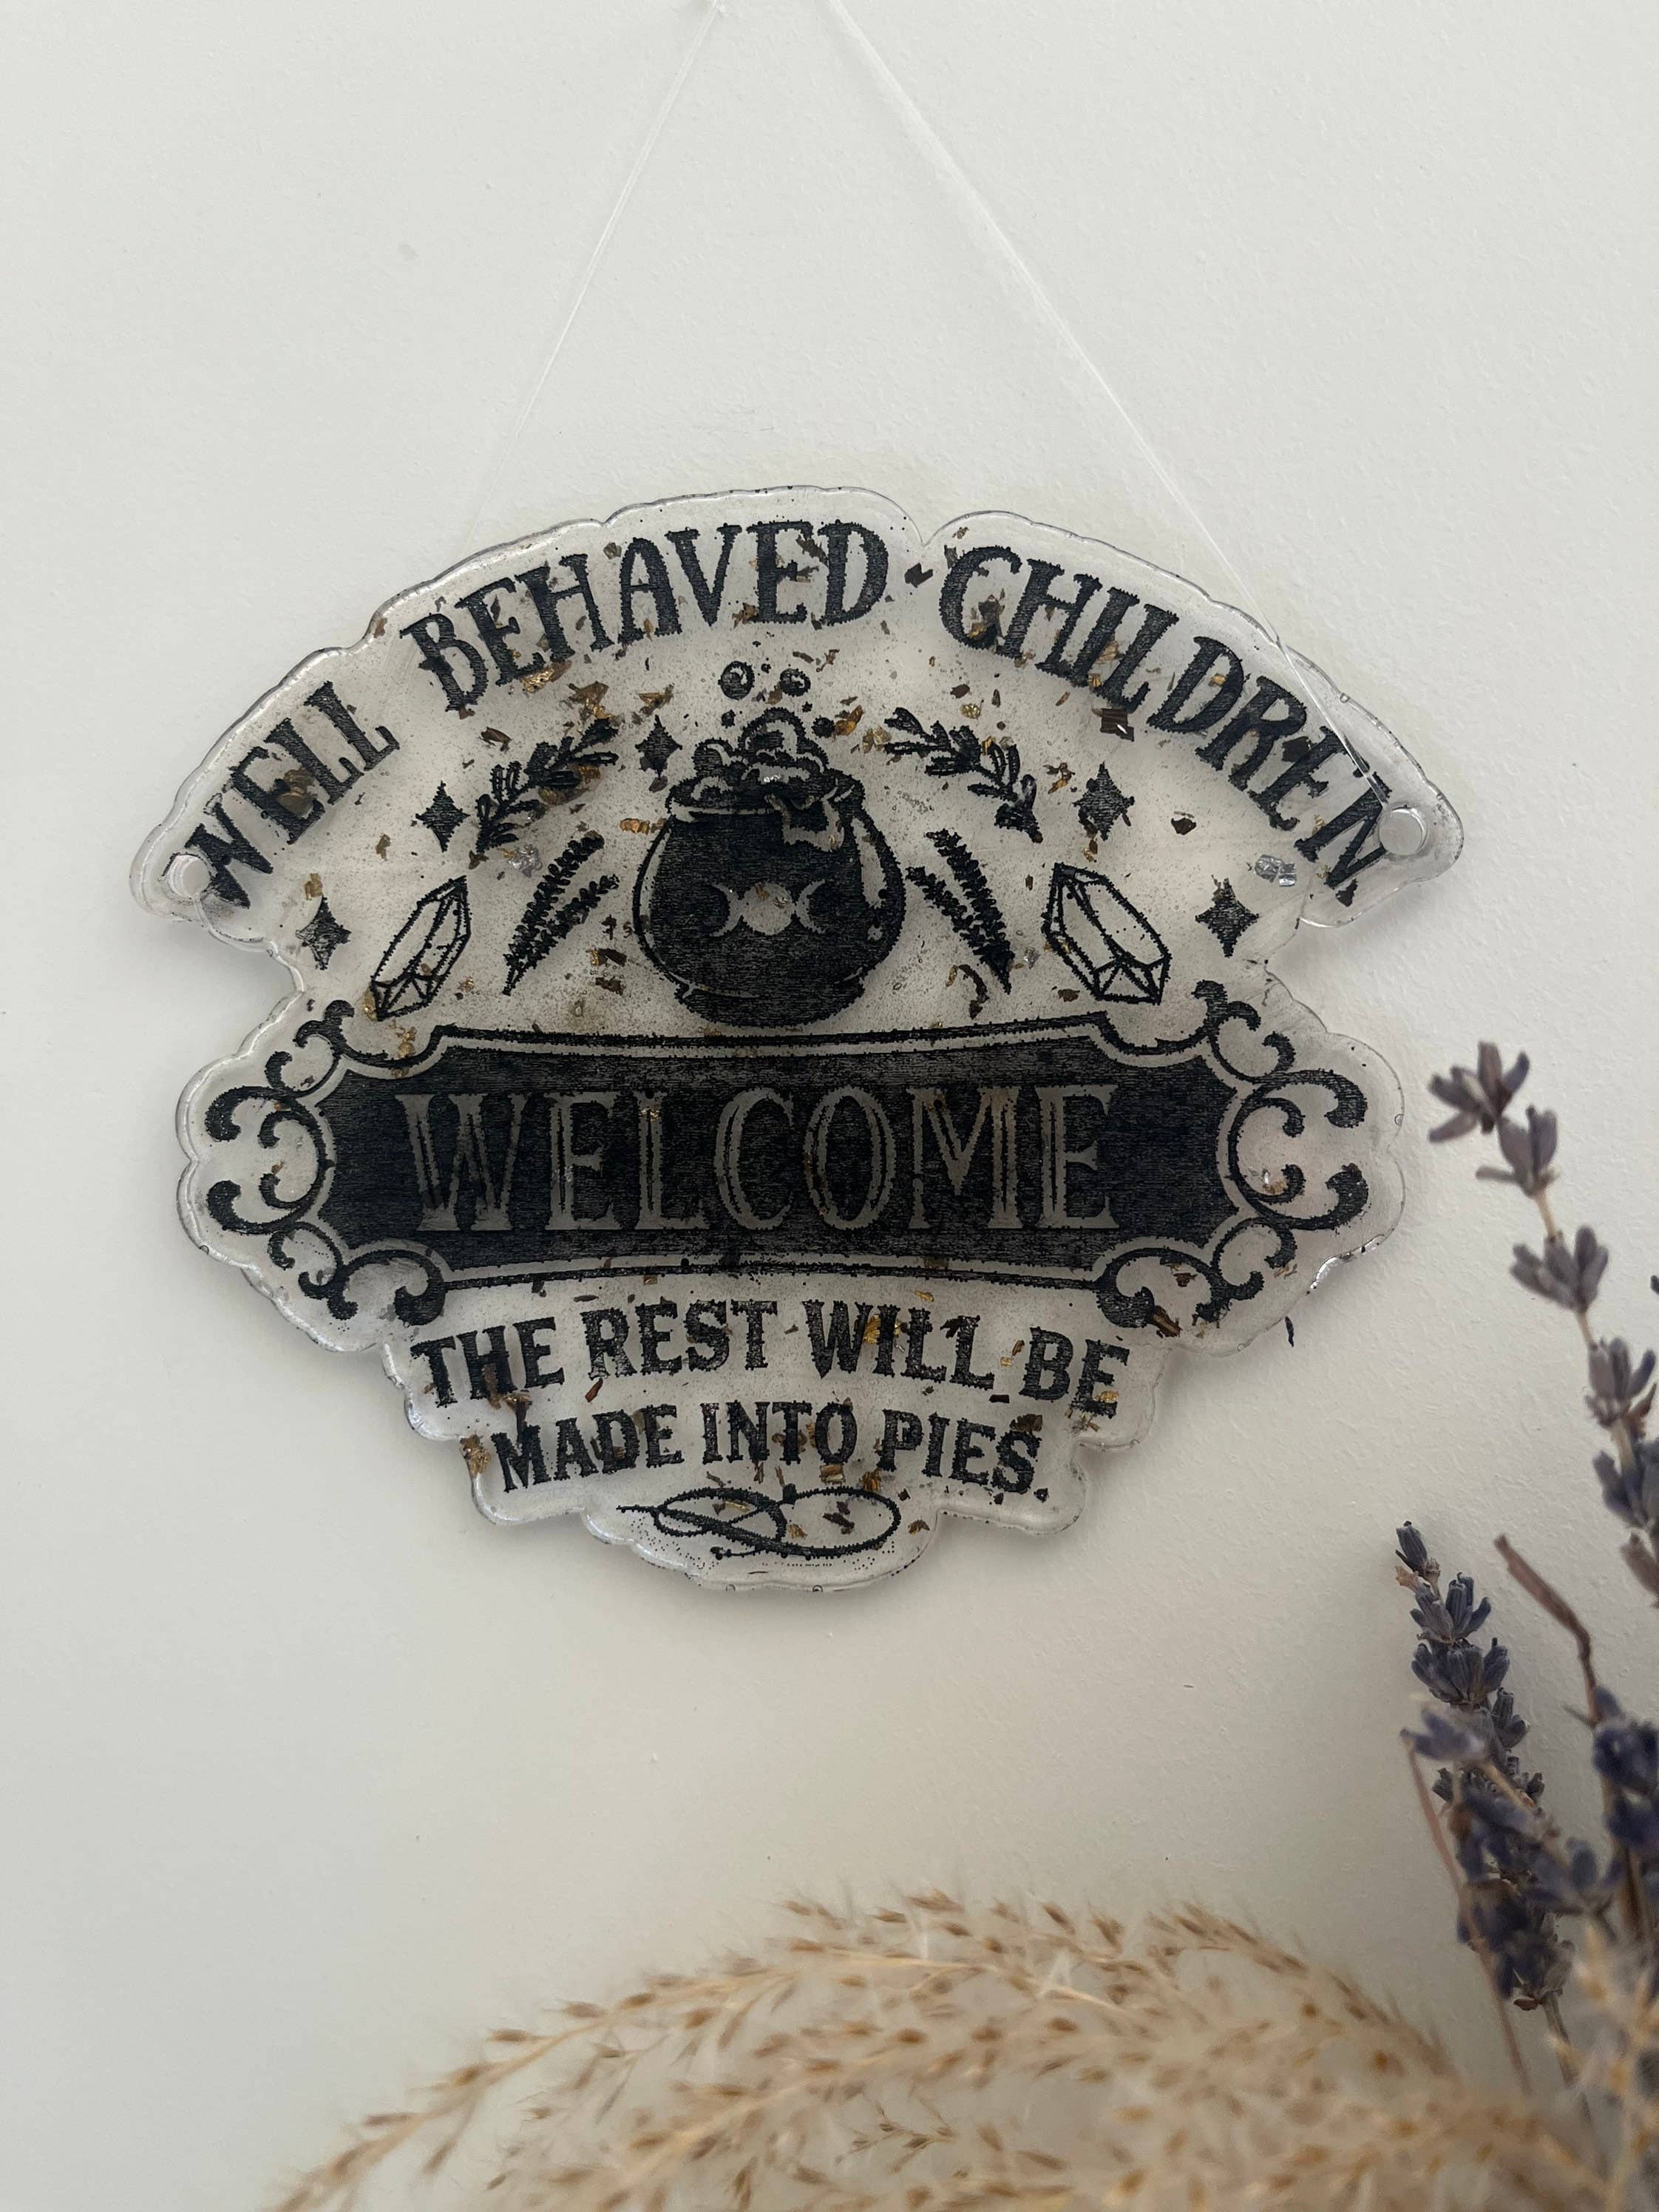 WELL BEHAVED CHILDREN
WELCOME
THE REST WILL BE
MADE INTO PIES.